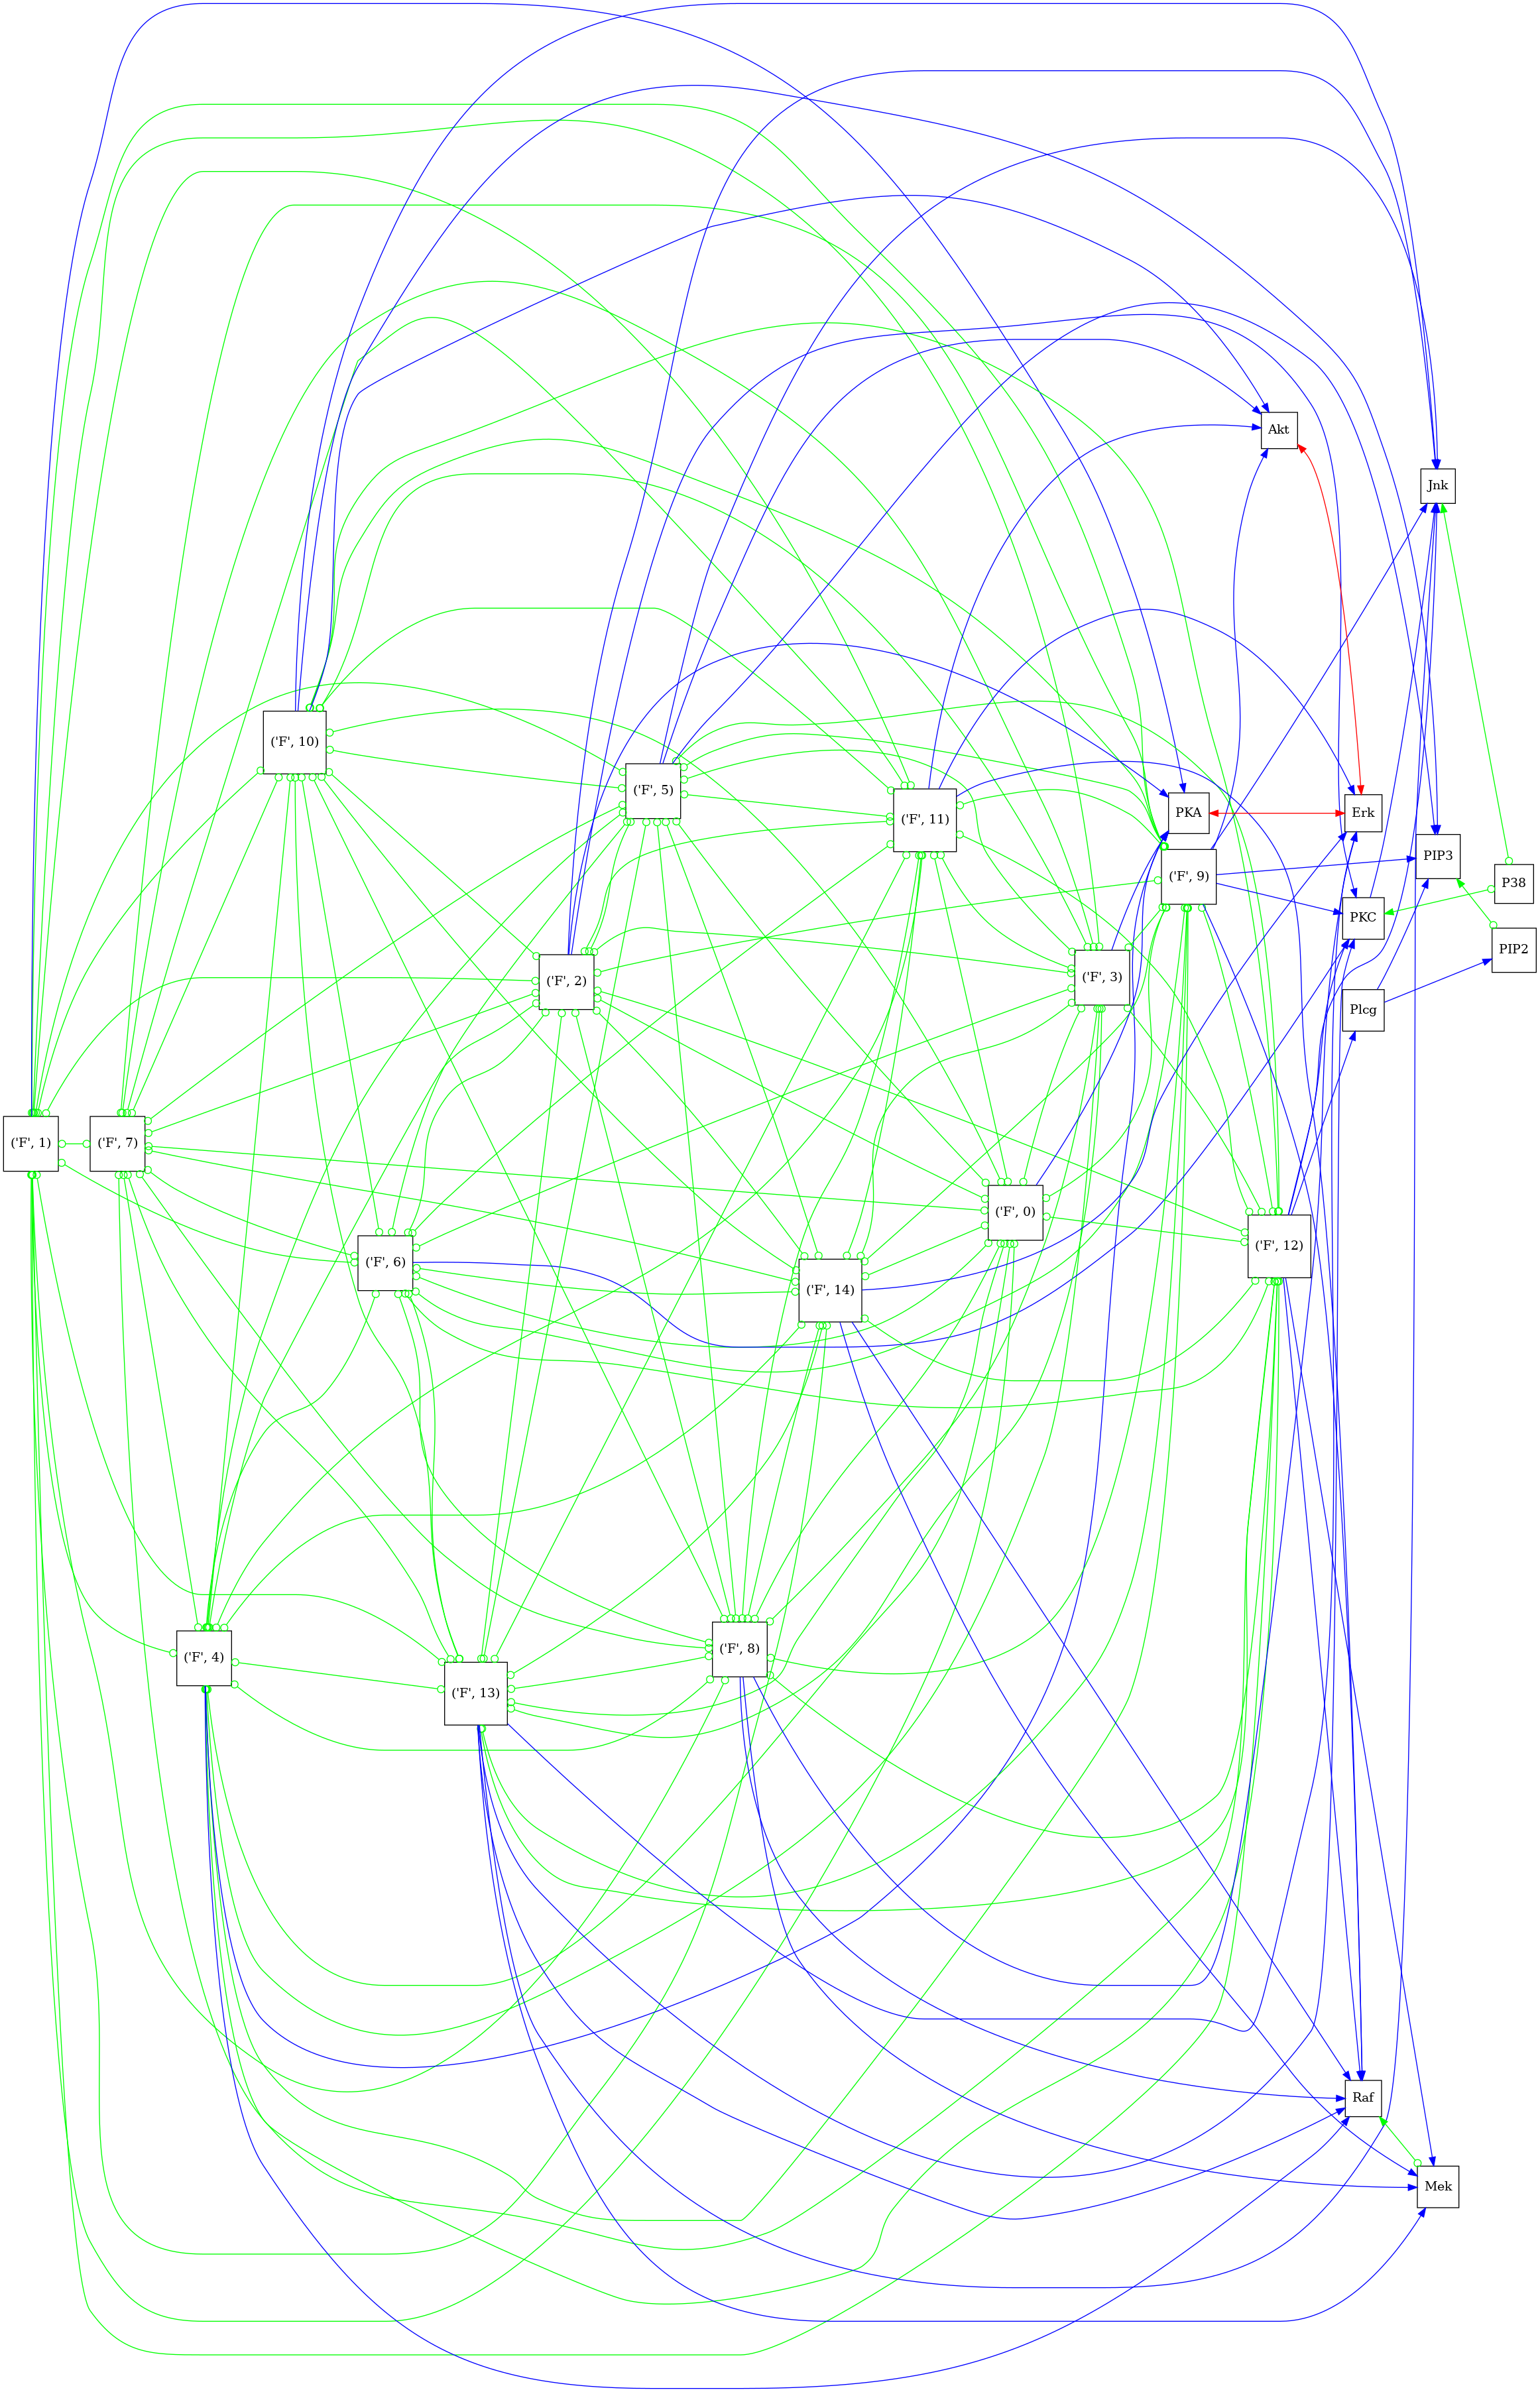 Akt
Jnk
('F', 10)
('F', 5)
('F', 11)
PKA
Erk
PIP3
('F', 9)
P38
PKC
PIP2
('F', 2)
('F', 3)
Plcg
('F', 1)
('F', 7)
('F', 0)
('F', 12)
('F', 6)
('F', 14)
('F', 8)
('F', 4)
('F', 13)
Raf
Mek